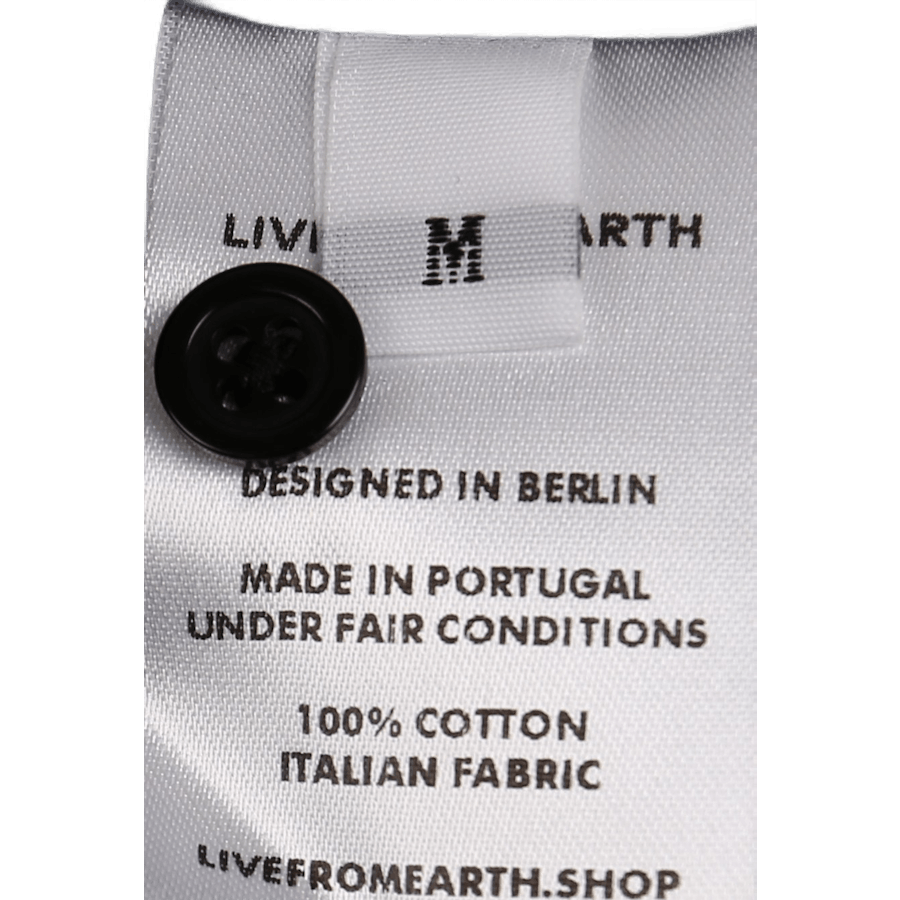 M
DESIGNED IN BERLIN
MADE IN PORTUGAL
UNDER FAIR CONDITIONS
100% COTTON
ITALIAN FABRIC
LIVEFROMEARTH.SHOP